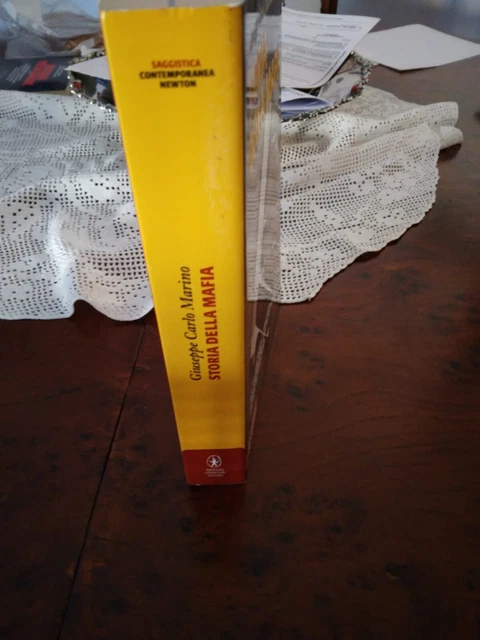 SAGGISTICA
CONTEMPORANEA
NEWTON
Giuseppe Carlo Marino
STORIA DELLA MAFIA